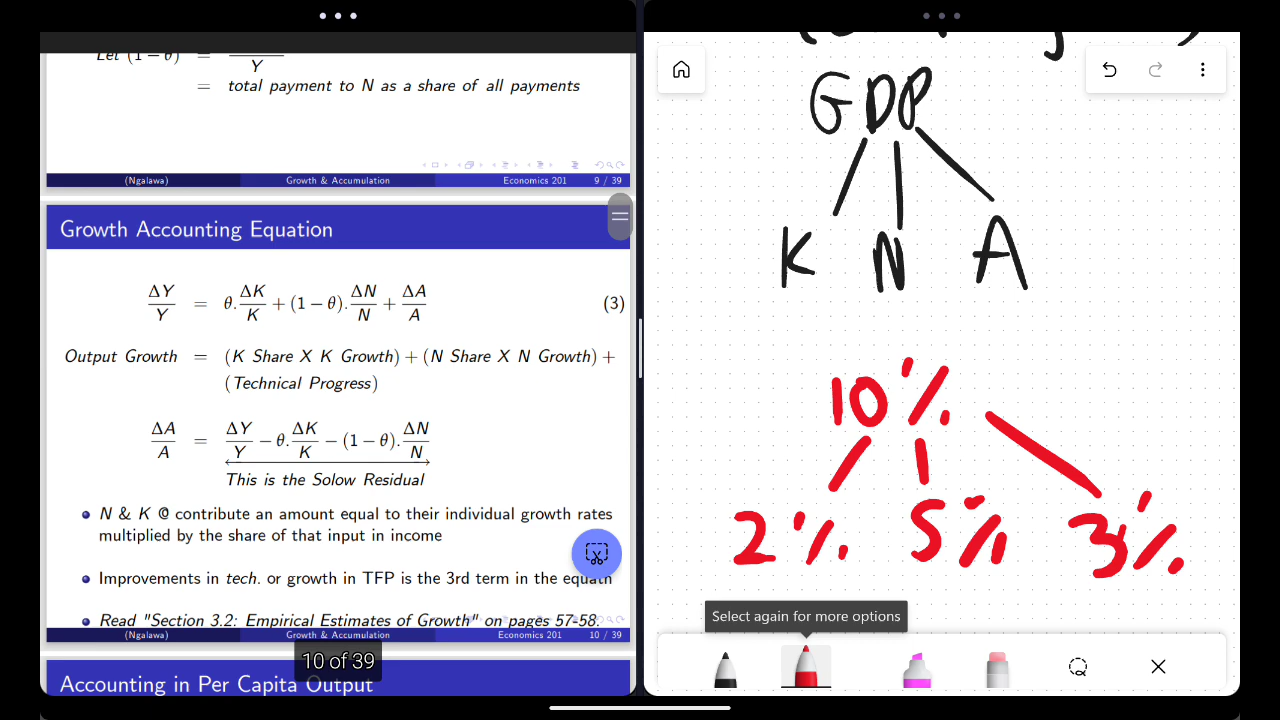 Let (1 − θ) =
Y
= total payment to N as a share of all payments
(Ngalawa) Growth & Accumulation Economics 201 9 / 39
Growth Accounting Equation
ΔY/Y = θ.ΔK/K + (1 − θ).ΔN/N + ΔA/A (3)
Output Growth = (K Share X K Growth) + (N Share X N Growth) +
(Technical Progress)
ΔA/A = ΔY/Y − θ.ΔK/K − (1 − θ).ΔN/N
This is the Solow Residual
N & K @ contribute an amount equal to their individual growth rates
multiplied by the share of that input in income
Improvements in tech. or growth in TFP is the 3rd term in the equatn
Read "Section 3.2: Empirical Estimates of Growth" on pages 57-58.
(Ngalawa) Growth & Accumulation Economics 201 10 / 39
10 of 39
Accounting in Per Capita Output
GDP
K N A
10%
2% 5% 3%
Select again for more options